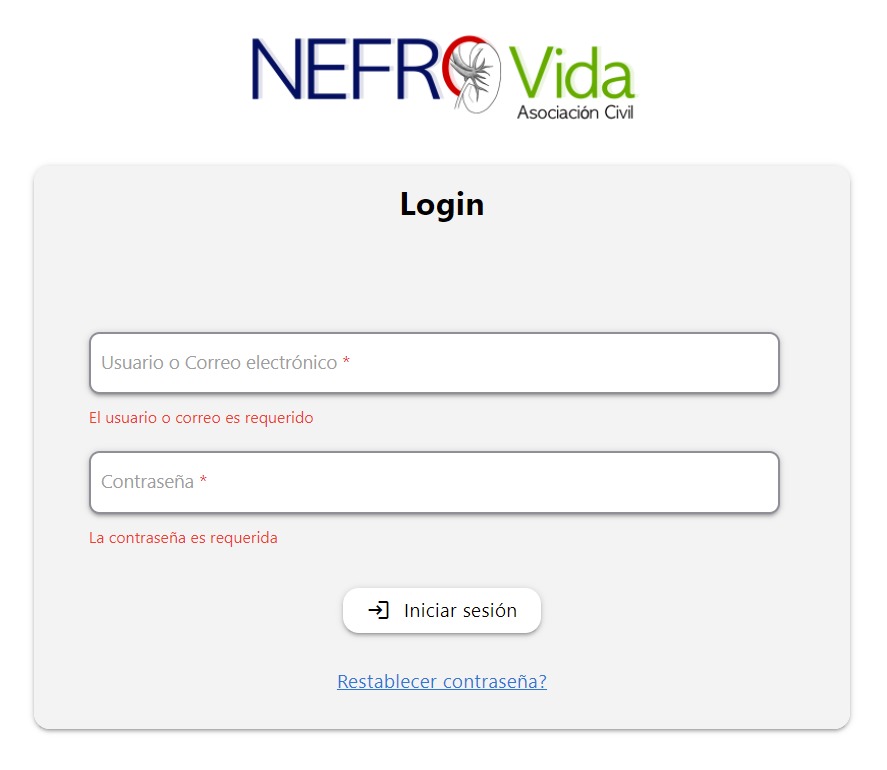 NEFRO Vida
Asociación Civil
Login
Usuario o Correo electrónico *
El usuario o correo es requerido
Contraseña *
La contraseña es requerida
Iniciar sesión
Restablecer contraseña?